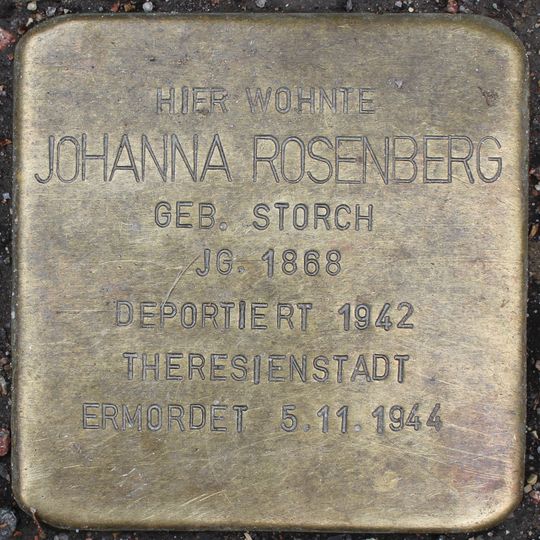 HIER WOHNTE
JOHANNA ROSENBERG
GEB. STORCH
JG. 1868
DEPORTIERT 1942
THERESIENSTADT
ERMORDET 5.11.1944